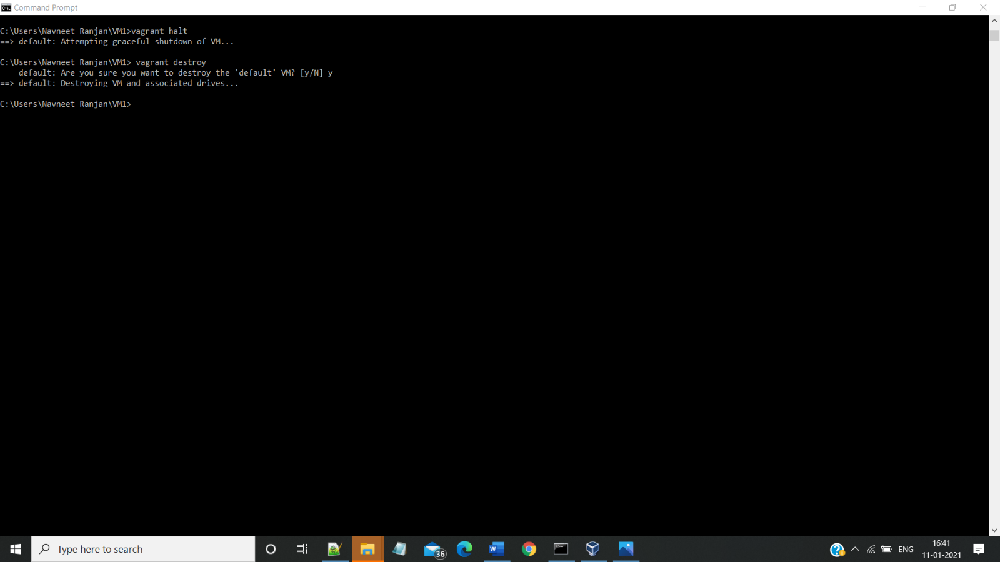 Command Prompt
C:\Users\Navneet Ranjan\VM1>vagrant halt
==> default: Attempting graceful shutdown of VM...
C:\Users\Navneet Ranjan\VM1> vagrant destroy
default: Are you sure you want to destroy the 'default' VM? [y/N] y
==> default: Destroying VM and associated drives...
C:\Users\Navneet Ranjan\VM1>
Type here to search
36
ENG
16:41
11-01-2021